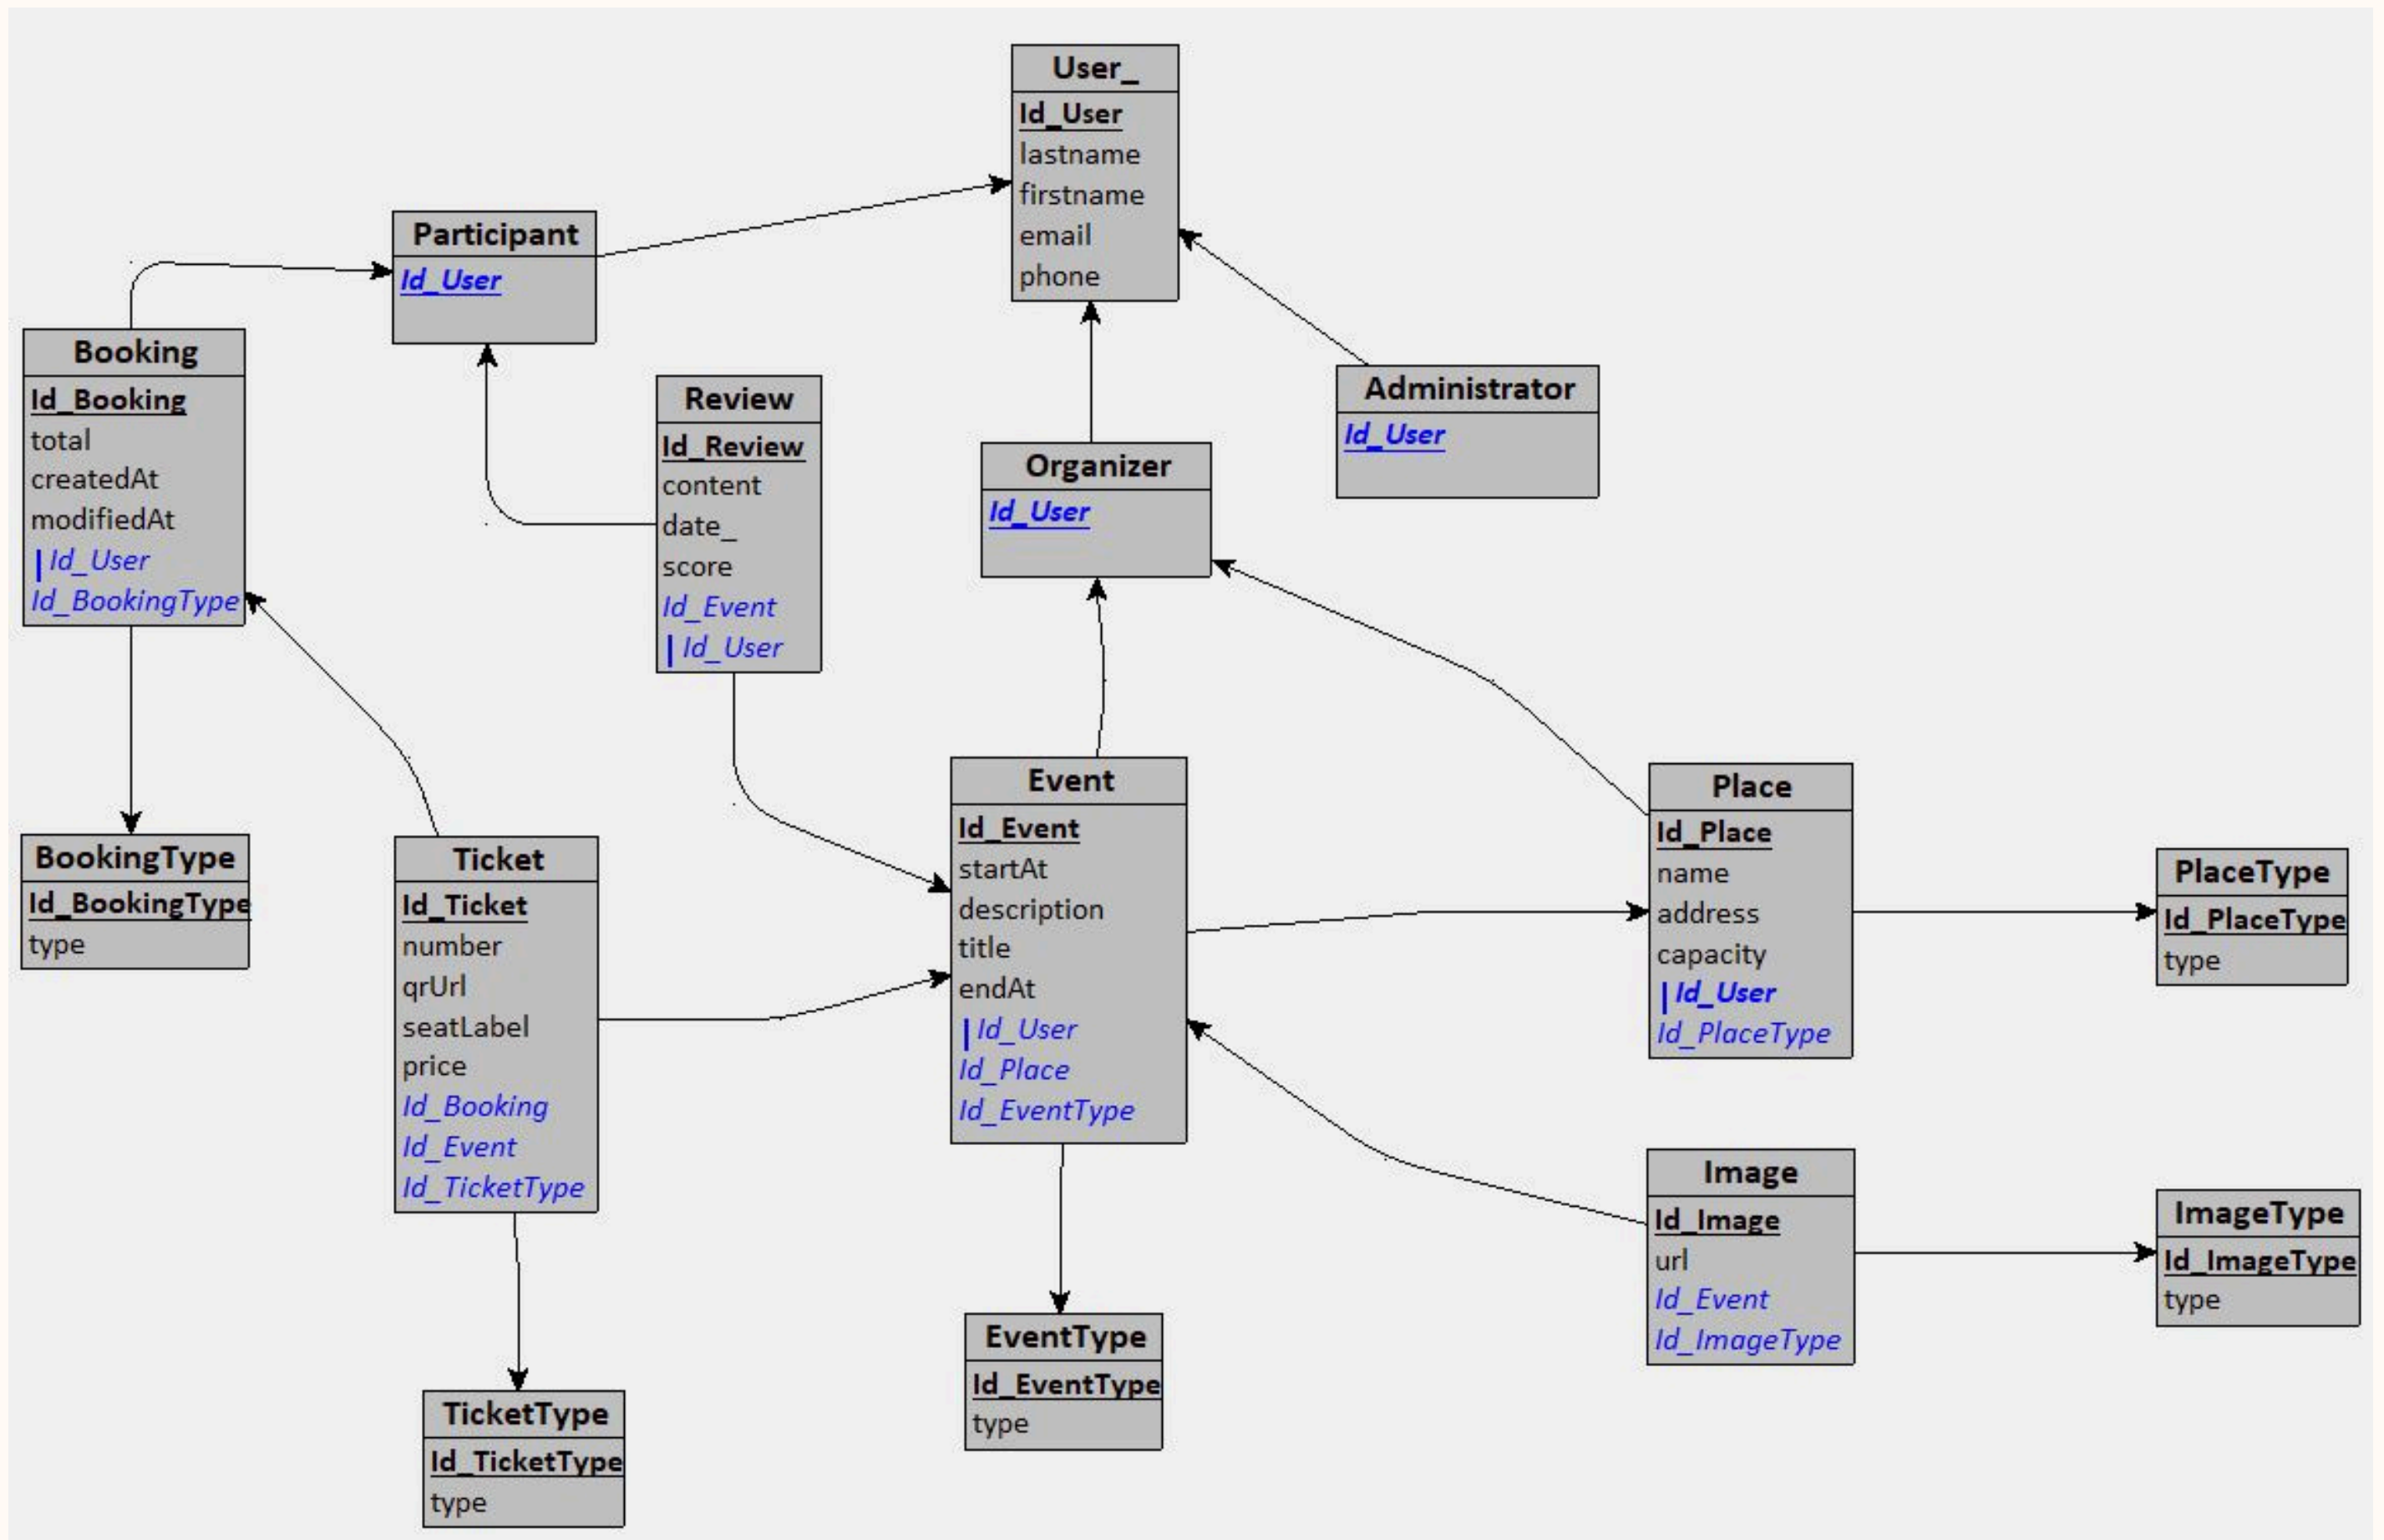 User_
Id_User
lastname
firstname
email
phone
Participant
Id_User
Booking
Id_Booking
total
createdAt
modifiedAt
|Id_User
Id_BookingType
Review
Id_Review
content
date_
score
Id_Event
|Id_User
Administrator
Id_User
Organizer
Id_User
Event
Id_Event
startAt
description
title
endAt
|Id_User
Id_Place
Id_EventType
Place
Id_Place
name
address
capacity
|Id_User
Id_PlaceType
BookingType
Id_BookingType
type
Ticket
Id_Ticket
number
qrUrl
seatLabel
price
Id_Booking
Id_Event
Id_TicketType
PlaceType
Id_PlaceType
type
Image
Id_Image
url
Id_Event
Id_ImageType
ImageType
Id_ImageType
type
EventType
Id_EventType
type
TicketType
Id_TicketType
type